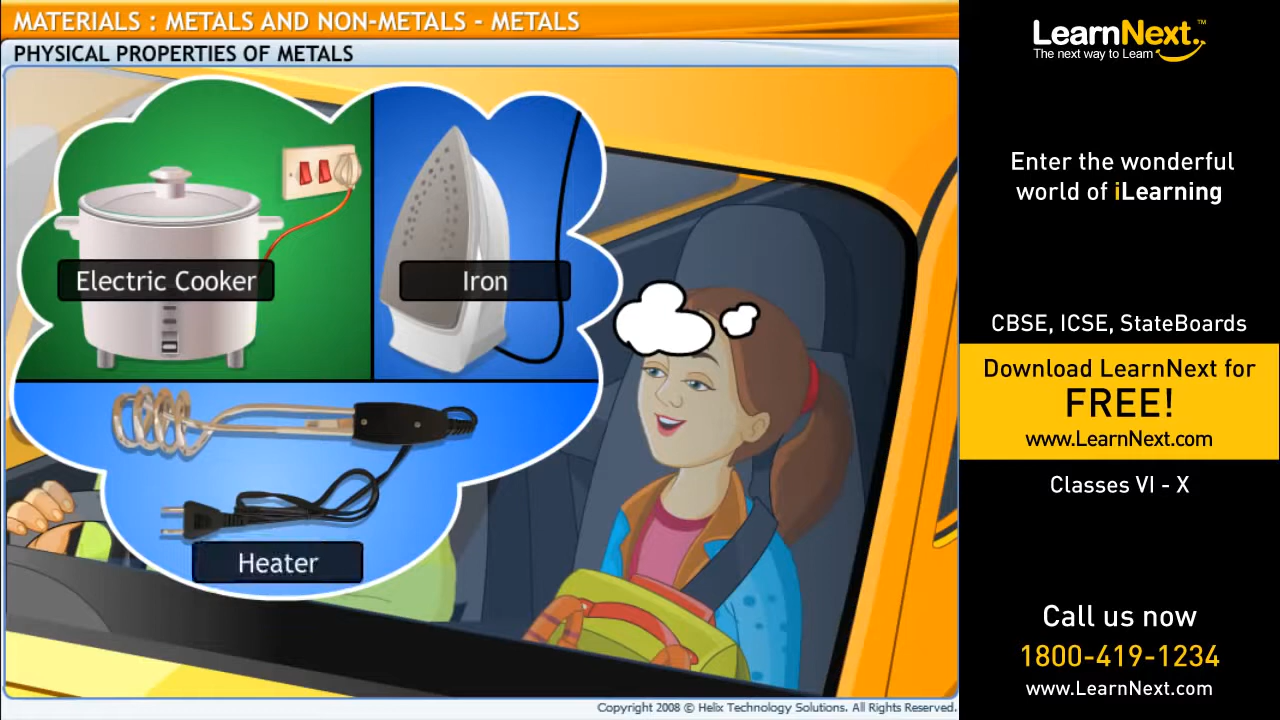 MATERIALS : METALS AND NON-METALS - METALS
PHYSICAL PROPERTIES OF METALS
Electric Cooker
Iron
Heater
Copyright 2008 © Helix Technology Solutions. All Rights Reserved.
LearnNext.™
The next way to Learn
Enter the wonderful
world of iLearning
CBSE, ICSE, StateBoards
Download LearnNext for
FREE!
www.LearnNext.com
Classes VI - X
Call us now
1800-419-1234
www.LearnNext.com